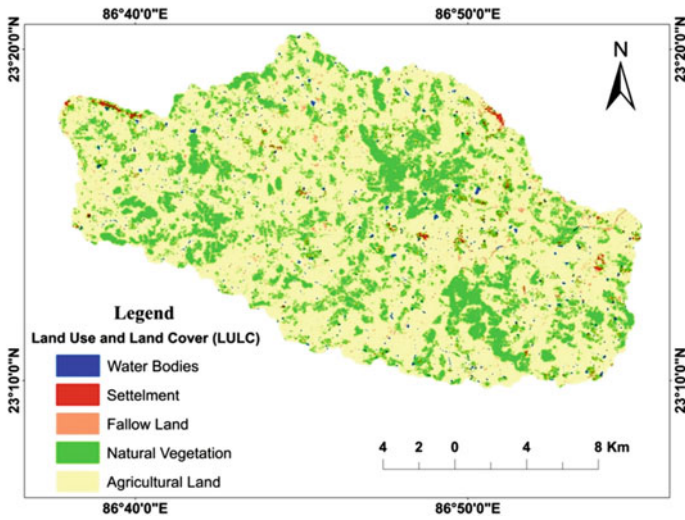 86°40'0"E 86°50'0"E
23°20'0"N 23°20'0"N
N
Legend
Land Use and Land Cover (LULC)
Water Bodies
Settelment
Fallow Land
Natural Vegetation
Agricultural Land
23°10'0"N 23°10'0"N
4 2 0 4 8 Km
86°40'0"E 86°50'0"E